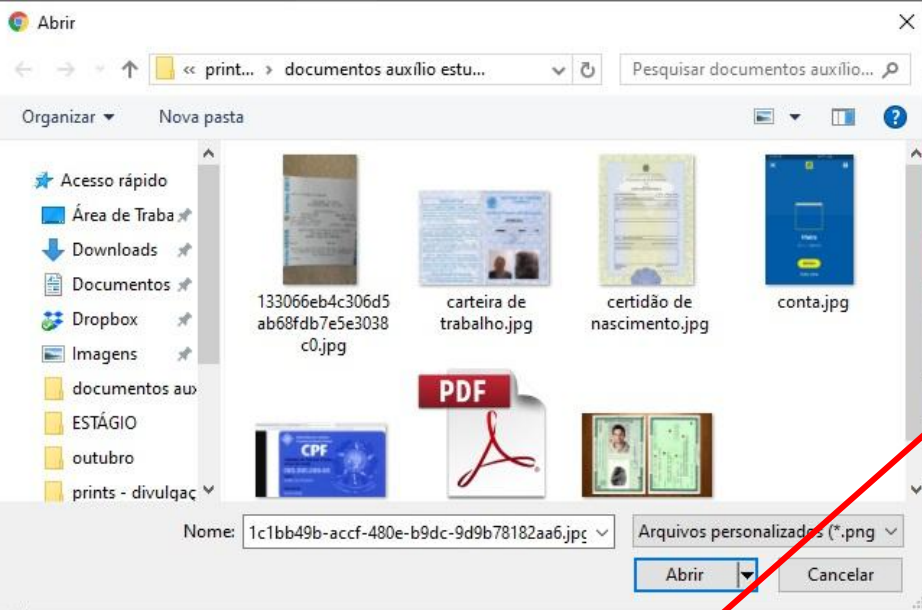 Abrir
« print... > documentos auxílio estu...
Pesquisar documentos auxílio...
Organizar
Nova pasta
Acesso rápido
Área de Traba
Downloads
Documentos
Dropbox
Imagens
documentos aux
ESTÁGIO
outubro
prints - divulgaç
133066eb4c306d5
ab68fdb7e5e3038
c0.jpg
carteira de
trabalho.jpg
certidão de
nascimento.jpg
conta.jpg
CPF
PDF
Nome:
1c1bb49b-accf-480e-b9dc-9d9b78182aa6.jpg
Arquivos personalizados (*.png
Abrir
Cancelar